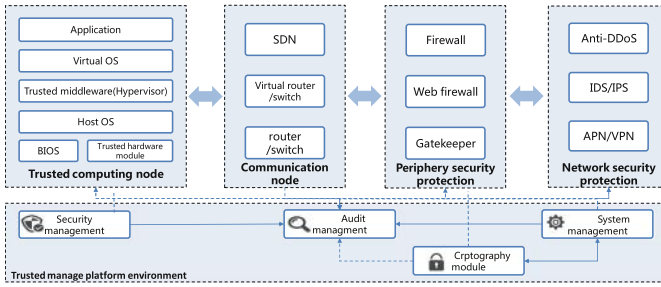 Application
Virtual OS
Trusted middleware(Hypervisor)
Host OS
BIOS
Trusted hardware
module
Trusted computing node
SDN
Virtual router
/switch
router
/switch
Communication
node
Firewall
Web firewall
Gatekeeper
Periphery security
protection
Anti-DDoS
IDS/IPS
APN/VPN
Network security
protection
Security
management
Audit
managment
System
management
Crptography
module
Trusted manage platform environment